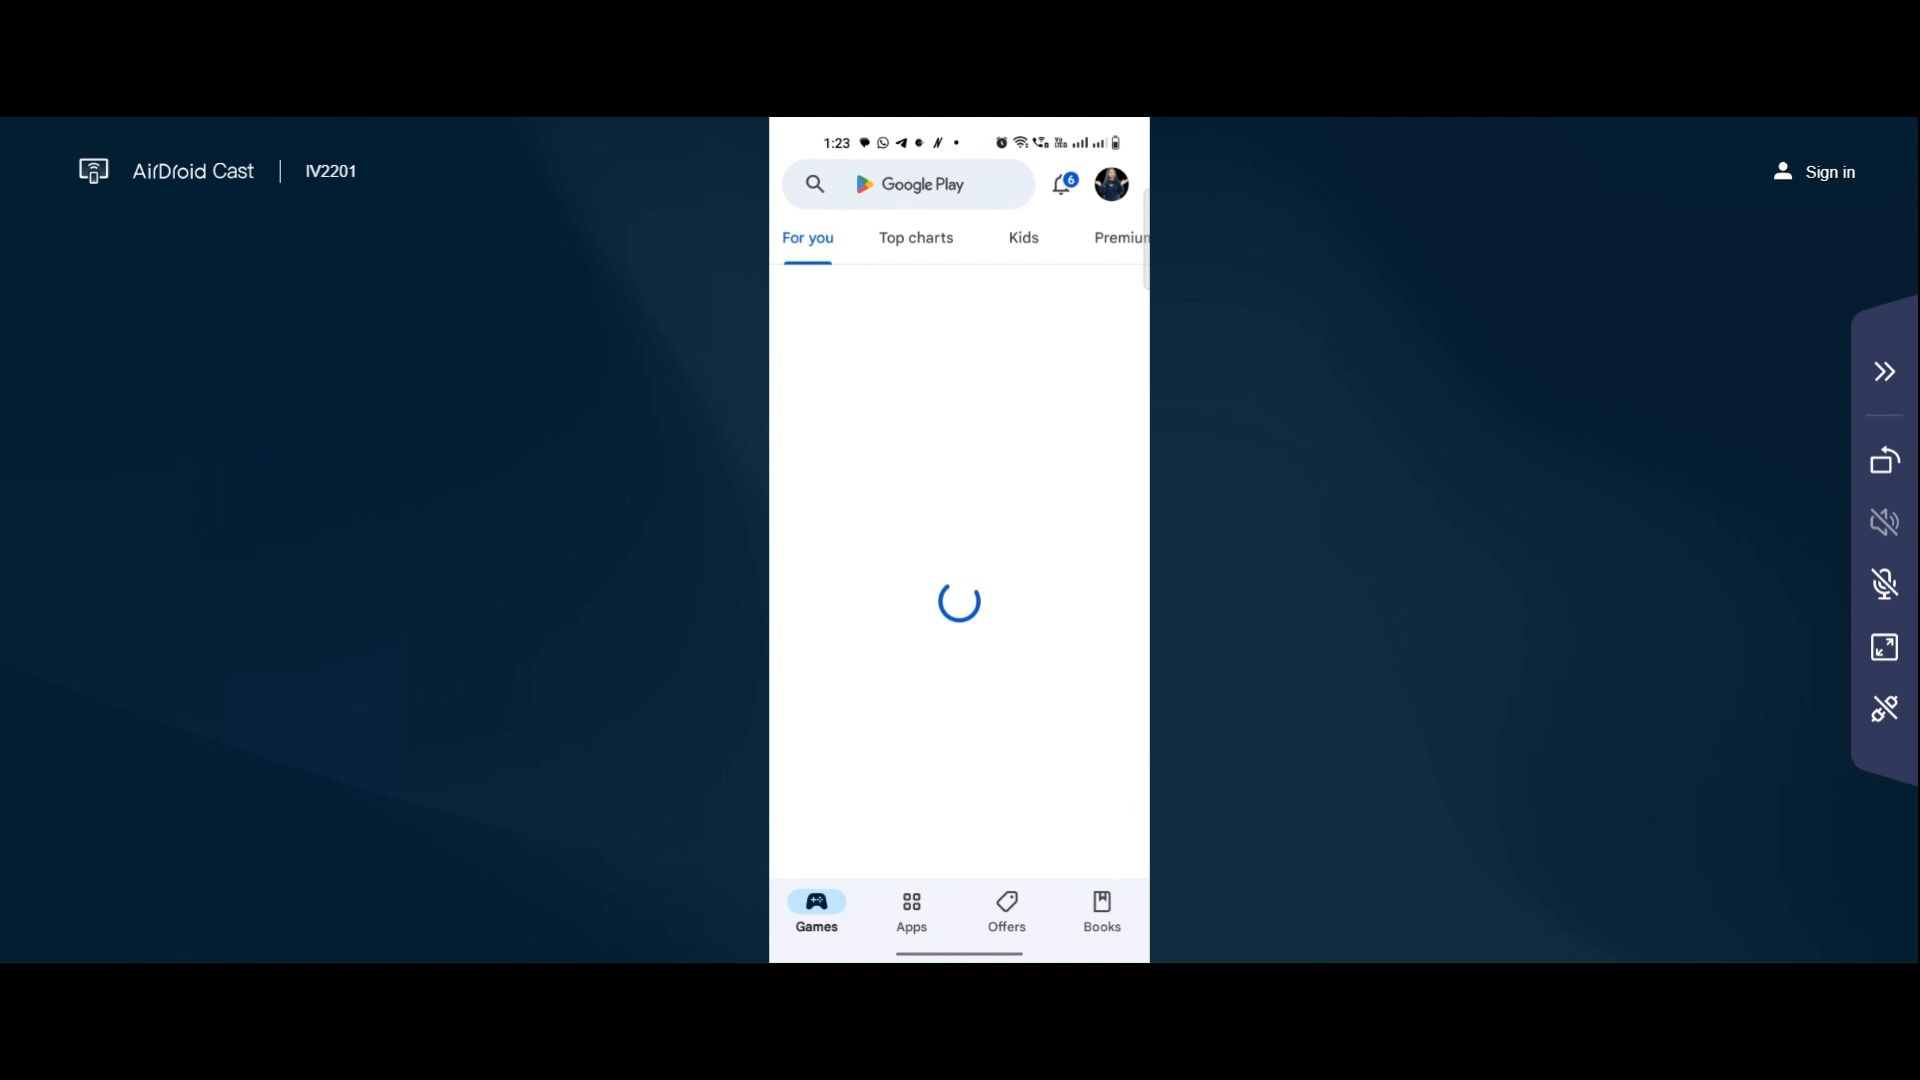 AirDroid Cast | IV2201
Sign in
1:23
Google Play
6
For you Top charts Kids Premium
Games Apps Offers Books